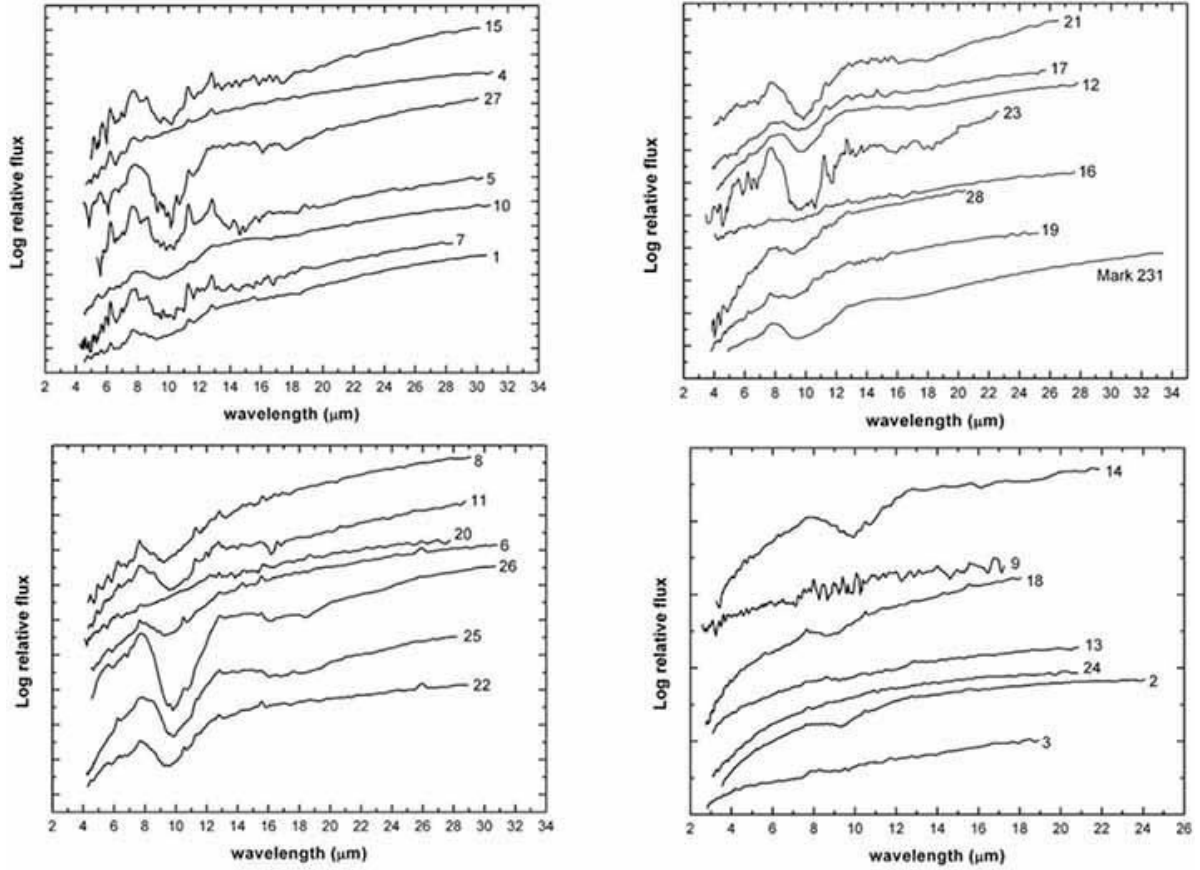 Log relative flux
15
4
27
5
10
7
1
2 4 6 8 10 12 14 16 18 20 22 24 26 28 30 32 34
wavelength (μm)
Log relative flux
21
17
12
23
16
28
19
Mark 231
2 4 6 8 10 12 14 16 18 20 22 24 26 28 30 32 34
wavelength (μm)
Log relative flux
8
11
20
6
26
25
22
2 4 6 8 10 12 14 16 18 20 22 24 26 28 30 32 34
wavelength (μm)
Log relative flux
14
9
18
13
24
2
3
2 4 6 8 10 12 14 16 18 20 22 24 26
wavelength (μm)